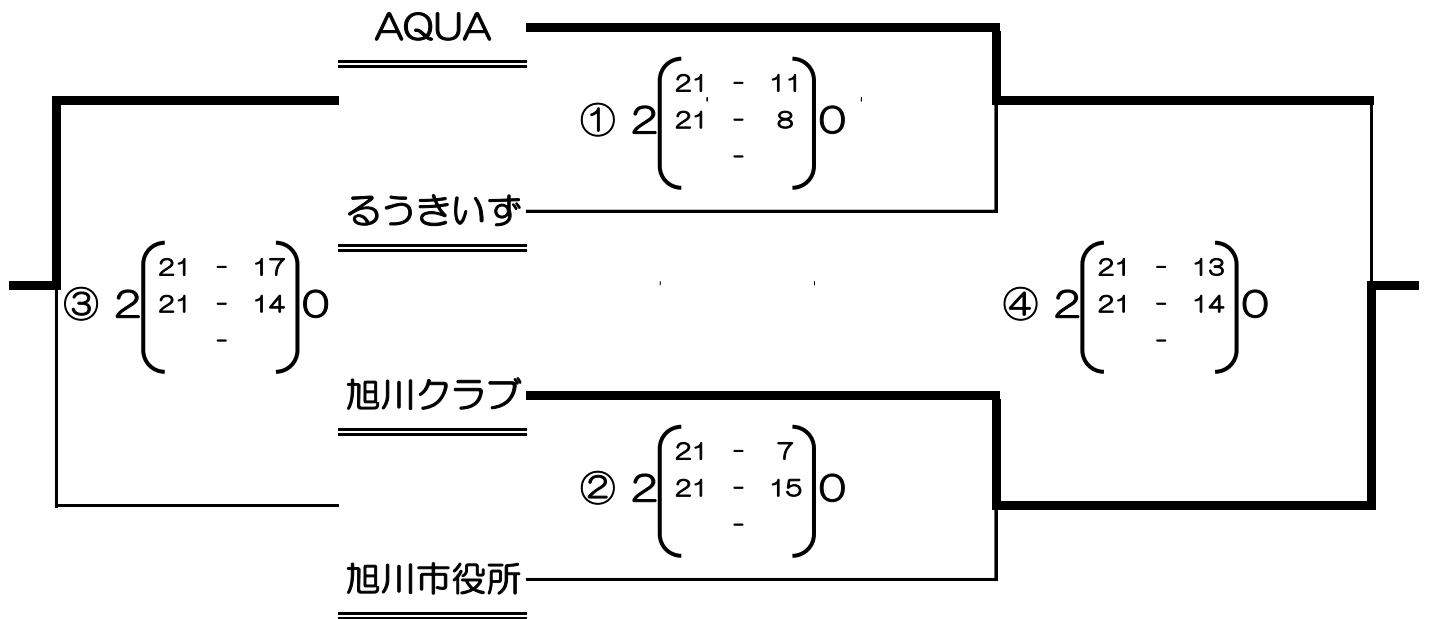 AQUA
21 - 11
① 2 21 - 8 0
-
るうきいず
21 - 17
③ 2 21 - 14 0
-
21 - 13
④ 2 21 - 14 0
-
旭川クラブ
21 - 7
② 2 21 - 15 0
-
旭川市役所